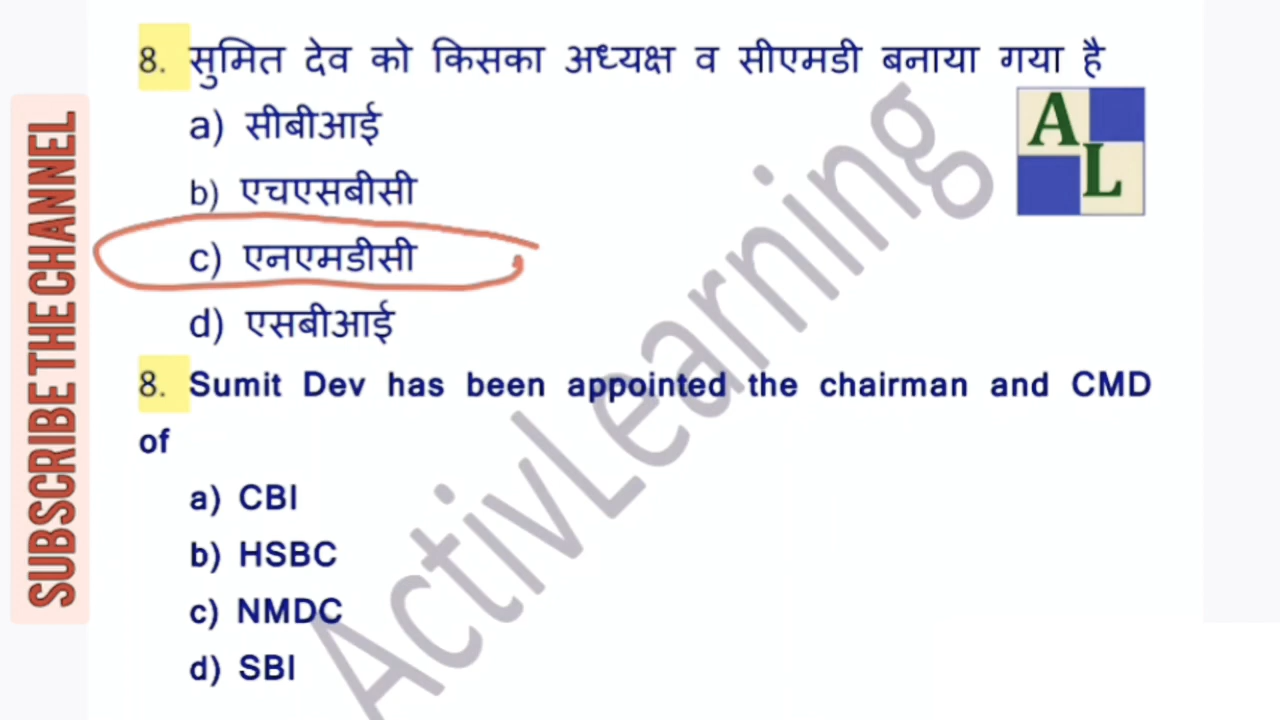 SUBSCRIBE THE CHANNEL
8. सुमित देव को किसका अध्यक्ष व सीएमडी बनाया गया है
a) सीबीआई
b) एचएसबीसी
c) एनएमडीसी
d) एसबीआई
AL
8. Sumit Dev has been appointed the chairman and CMD
of
a) CBI
b) HSBC
c) NMDC
d) SBI
ActivLearning